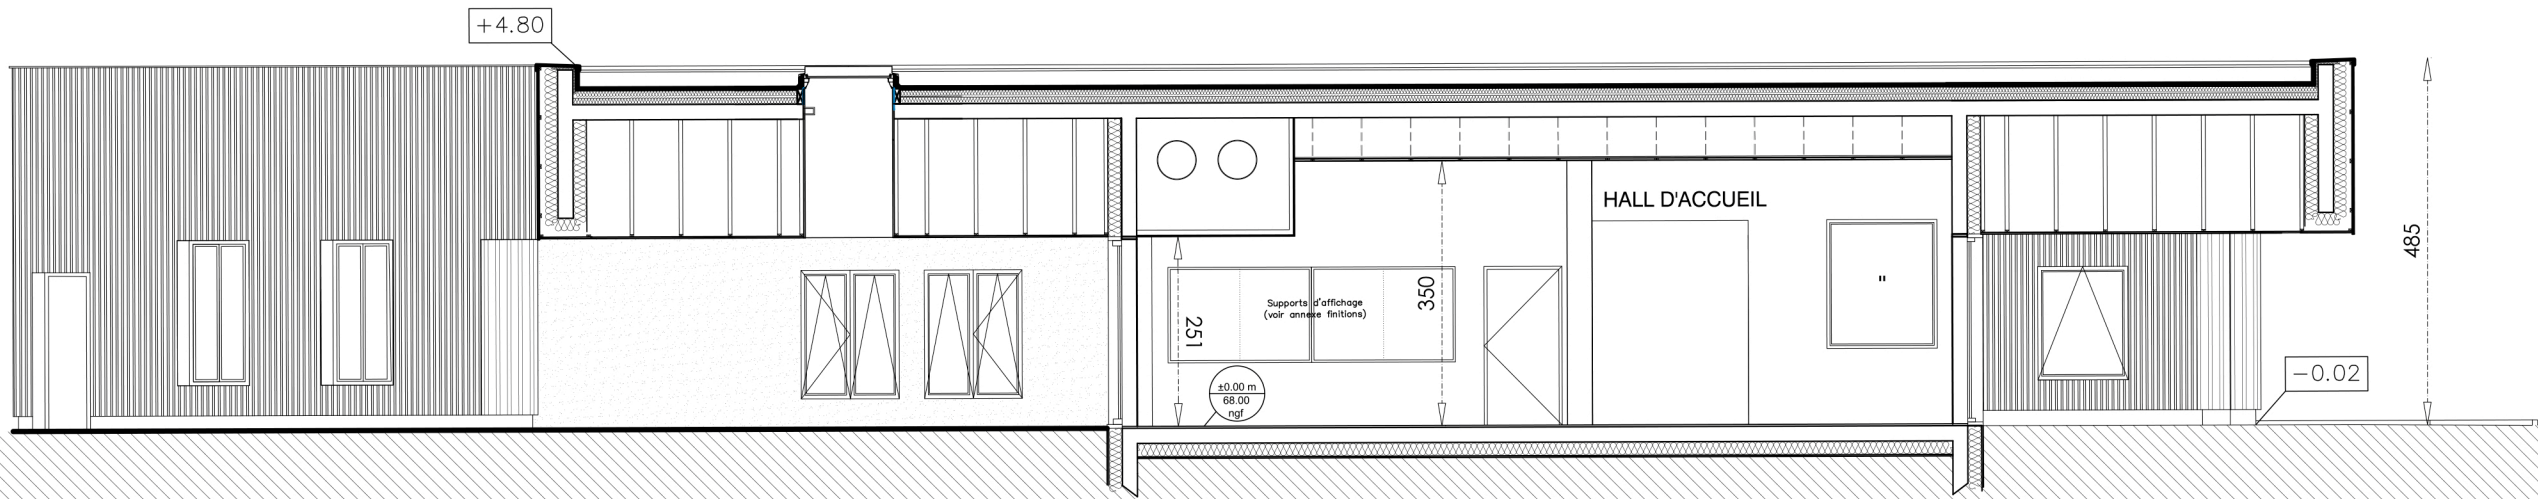 +4.80
HALL D'ACCUEIL
485
"
350
Supports d'affichage
(voir annexe finitions)
251
±0.00 m
68.00
ngf
-0.02